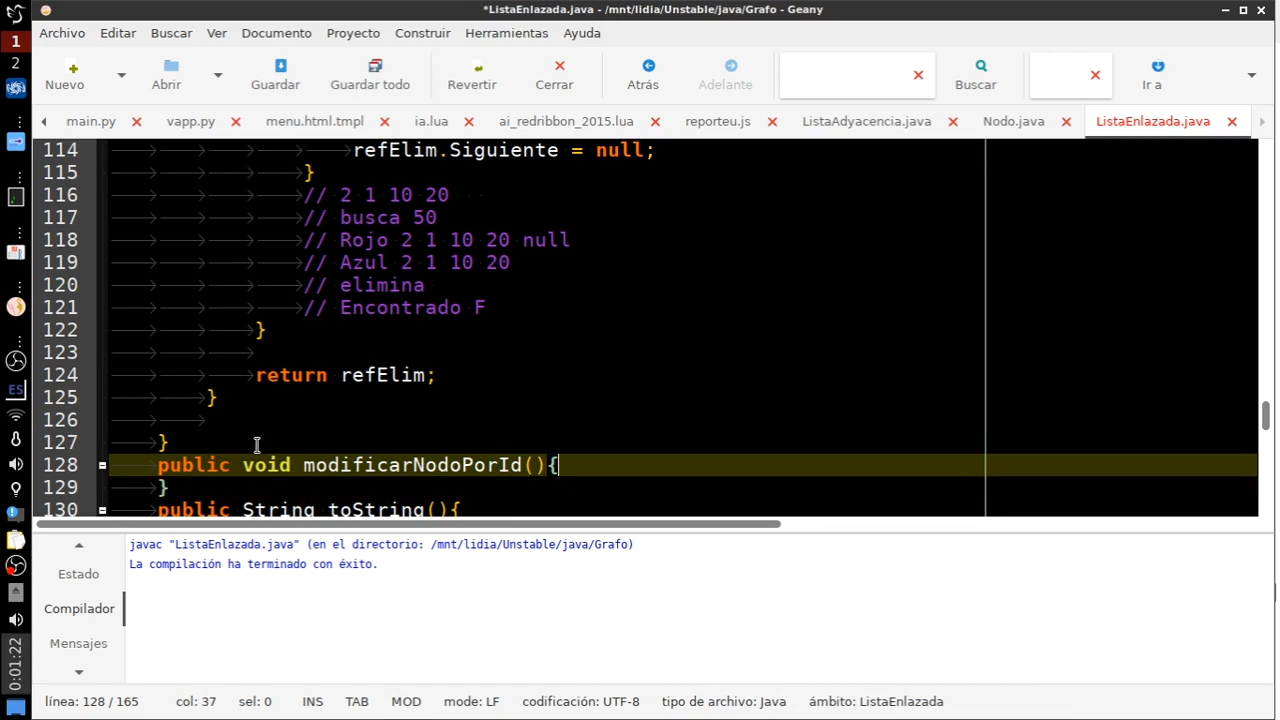 *ListaEnlazada.java - /mnt/lidia/Unstable/java/Grafo - Geany
1
Archivo Editar Buscar Ver Documento Proyecto Construir Herramientas Ayuda
2
Nuevo Abrir Guardar Guardar todo Revertir Cerrar Atrás Adelante Buscar Ir a
main.py vapp.py menu.html.tmpl ia.lua ai_redribbon_2015.lua reporteu.js ListaAdyacencia.java Nodo.java ListaEnlazada.java
114 refElim.Siguiente = null;
115 }
116 // 2 1 10 20
117 // busca 50
118 // Rojo 2 1 10 20 null
119 // Azul 2 1 10 20
120 // elimina
121 // Encontrado F
122 }
123
124 return refElim;
ES
125 }
126
127 }
128 public void modificarNodoPorId(){
129 }
130 public String toString(){
javac "ListaEnlazada.java" (en el directorio: /mnt/lidia/Unstable/java/Grafo)
La compilación ha terminado con éxito.
Estado
Compilador
Mensajes
0:01:22
línea: 128 / 165 col: 37 sel: 0 INS TAB MOD mode: LF codificación: UTF-8 tipo de archivo: Java ámbito: ListaEnlazada